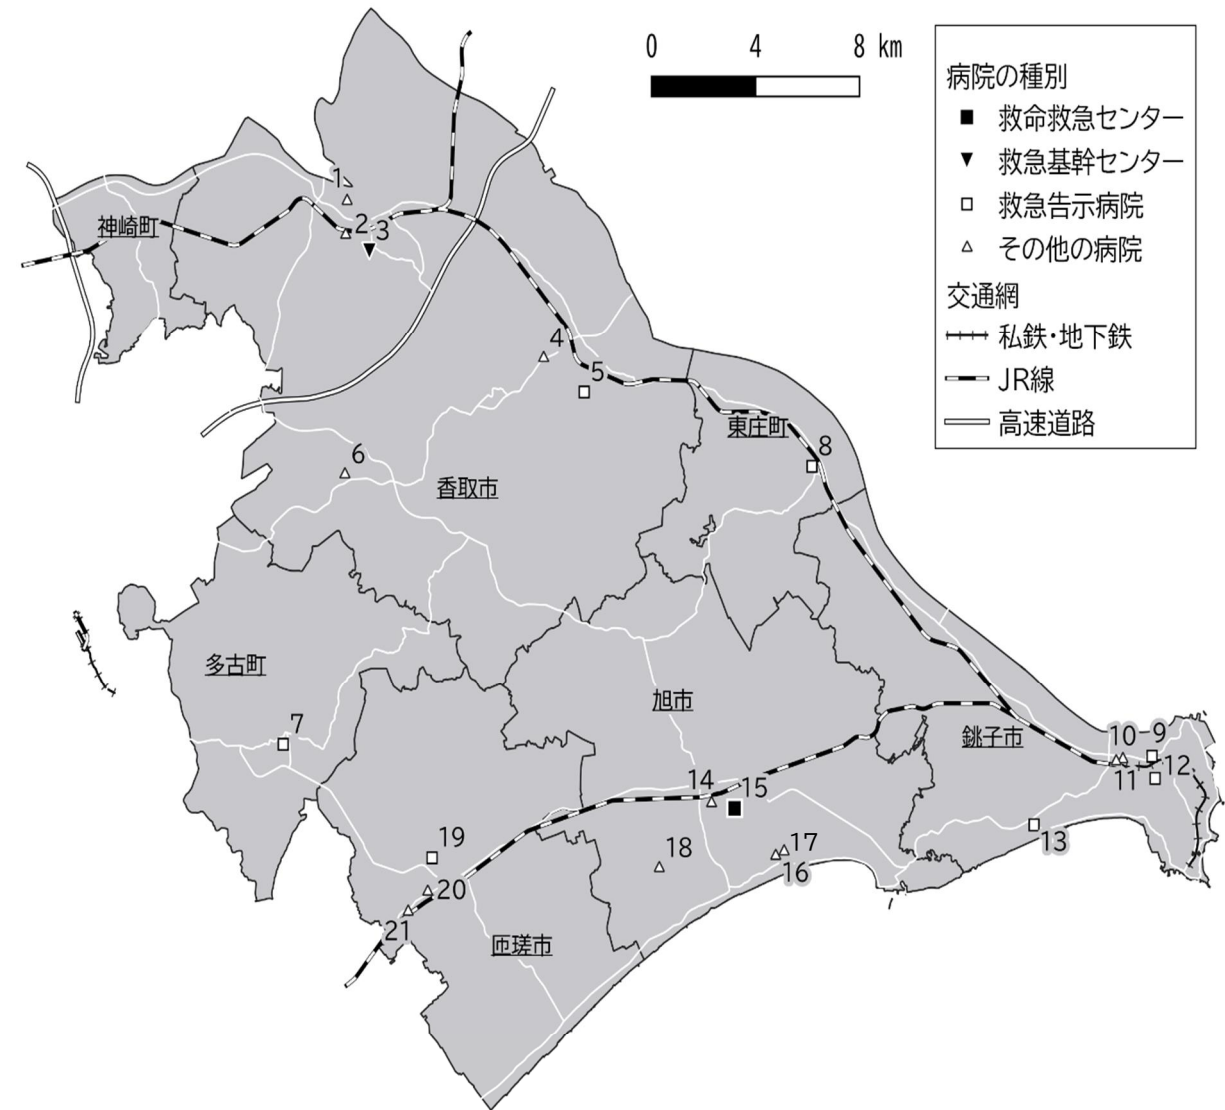 0 4 8 km
病院の種別
救命救急センター
救急基幹センター
救急告示病院
その他の病院
交通網
私鉄・地下鉄
JR線
高速道路
1
神崎町
2 3
4
5
東庄町
8
6
香取市
多古町
旭市
7
銚子市
10 9
11 12
14 15
13
19
18
17
16
20
21
匝瑳市